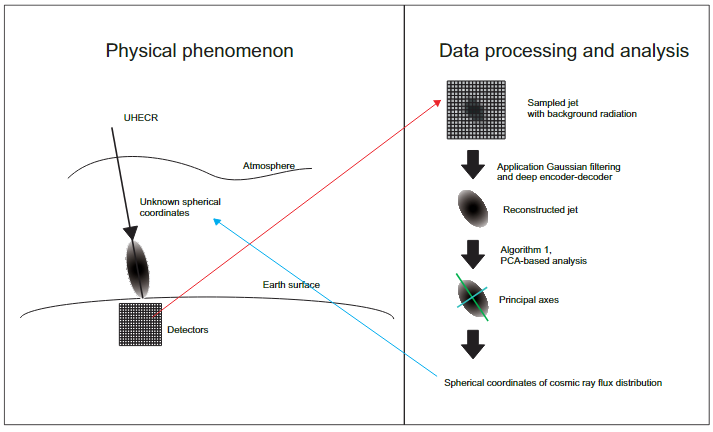 Physical phenomenon
UHECR
Atmosphere
Unknown spherical
coordinates
Earth surface
Detectors
Data processing and analysis
Sampled jet
with background radiation
Application Gaussian filtering
and deep encoder-decoder
Reconstructed jet
Algorithm 1,
PCA-based analysis
Principal axes
Spherical coordinates of cosmic ray flux distribution